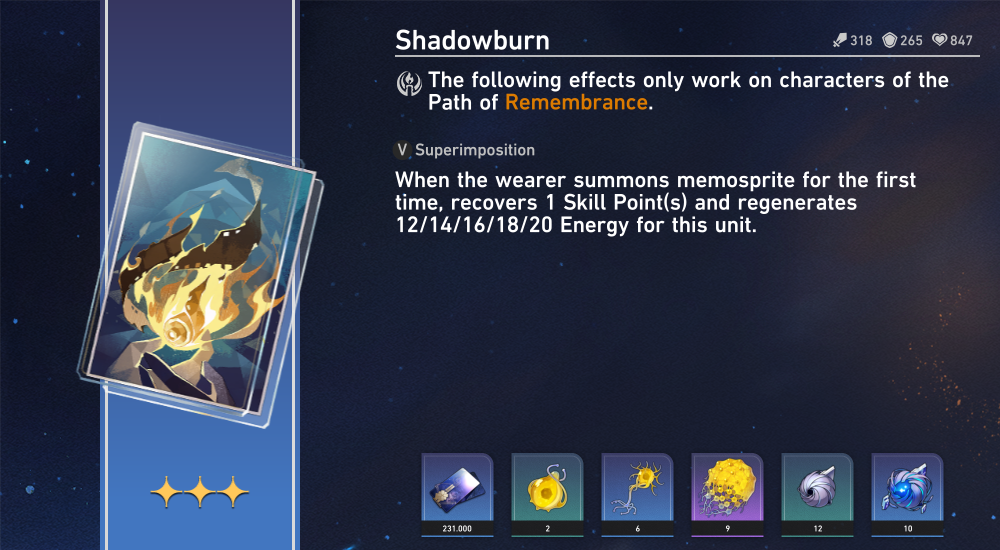 Shadowburn
318 265 847
The following effects only work on characters of the
Path of Remembrance.
V Superimposition
When the wearer summons memosprite for the first
time, recovers 1 Skill Point(s) and regenerates
12/14/16/18/20 Energy for this unit.
231.000 2 6 9 12 10